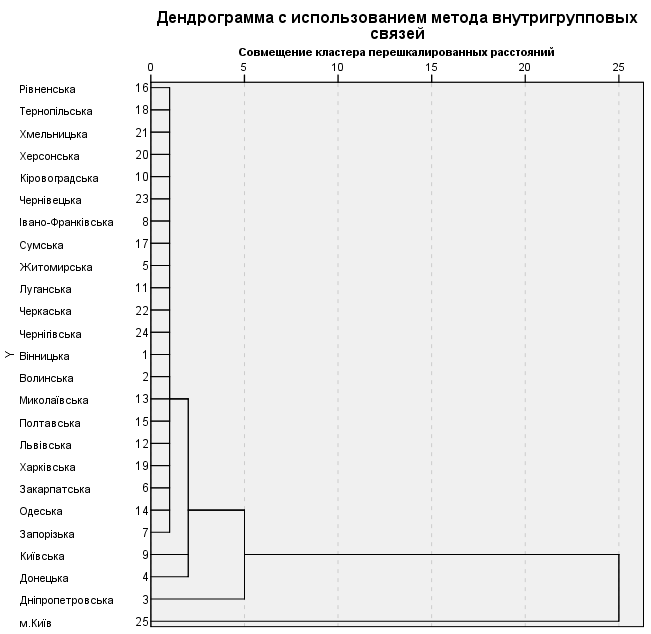 Дендрограмма с использованием метода внутригрупповых
связей
Совмещение кластера перешкалированных расстояний
0 5 10 15 20 25
Рівненська 16
Тернопільська 18
Хмельницька 21
Херсонська 20
Кіровоградська 10
Чернівецька 23
Івано-Франківська 8
Сумська 17
Житомирська 5
Луганська 11
Черкаська 22
Чернігівська 24
Y Вінницька 1
Волинська 2
Миколаївська 13
Полтавська 15
Львівська 12
Харківська 19
Закарпатська 6
Одеська 14
Запорізька 7
Київська 9
Донецька 4
Дніпропетровська 3
м.Київ 25